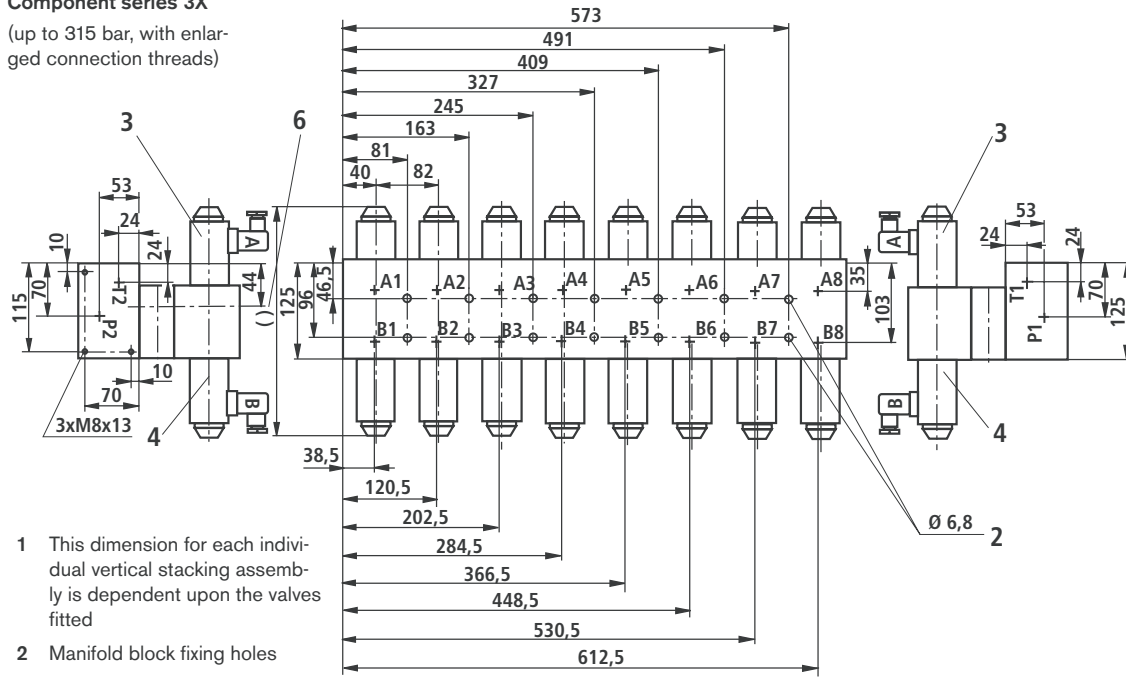 Component series 3X
(up to 315 bar, with enlar-
ged connection threads)
573
491
409
327
245
163
81
40
82
3
6
3
53
24
10
24
44
115
70
T2
P2
A
B
10
70
3xM8x13
4
( )
125
96
46,5
A1 A2 A3 A4 A5 A6 A7 A8
B1 B2 B3 B4 B5 B6 B7 B8
35
103
A
B
53
24
24
70
125
T1
P1
4
38,5
120,5
202,5
284,5
366,5
448,5
530,5
612,5
Ø 6,8
2
1 This dimension for each indivi-
dual vertical stacking assemb-
ly is dependent upon the valves
fitted
2 Manifold block fixing holes